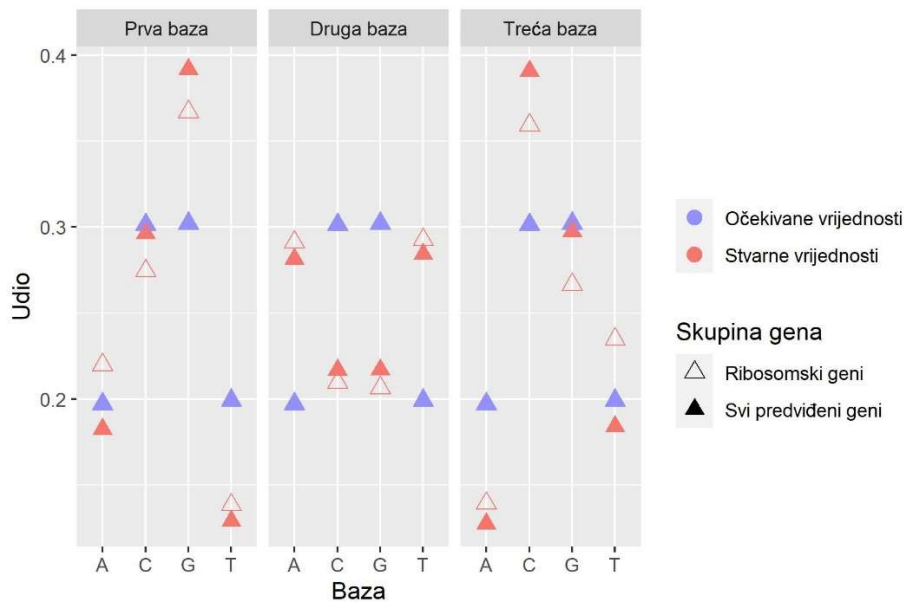 Prva baza
Druga baza
Treća baza
0.4
0.3
0.2
Udio
A C G T
A C G T
A C G T
Baza
Očekivane vrijednosti
Stvarne vrijednosti
Skupina gena
Ribosomski geni
Svi predviđeni geni